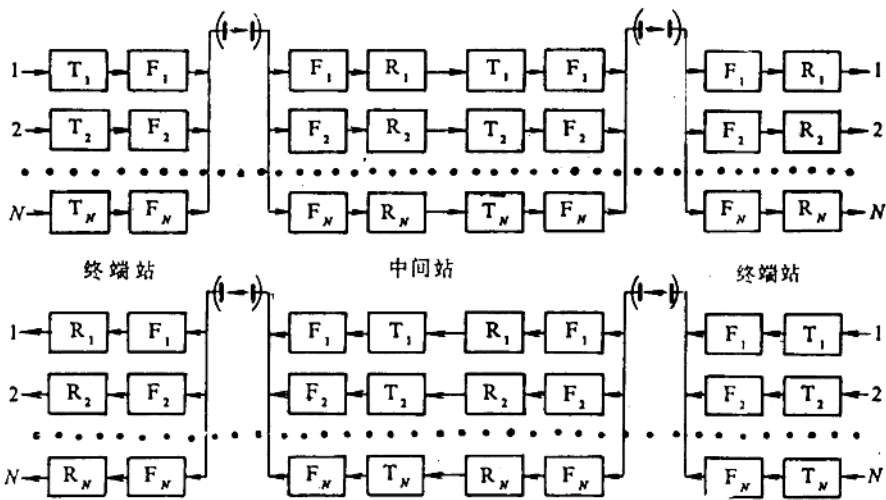 1 T₁ F₁ F₁ R₁ T₁ F₁ F₁ R₁ 1
2 T₂ F₂ F₂ R₂ T₂ F₂ F₂ R₂ 2
N T_N F_N F_N R_N T_N F_N F_N R_N N
终端站 中间站 终端站
1 R₁ F₁ F₁ T₁ R₁ F₁ F₁ T₁ 1
2 R₂ F₂ F₂ T₂ R₂ F₂ F₂ T₂ 2
N R_N F_N F_N T_N R_N F_N F_N T_N N